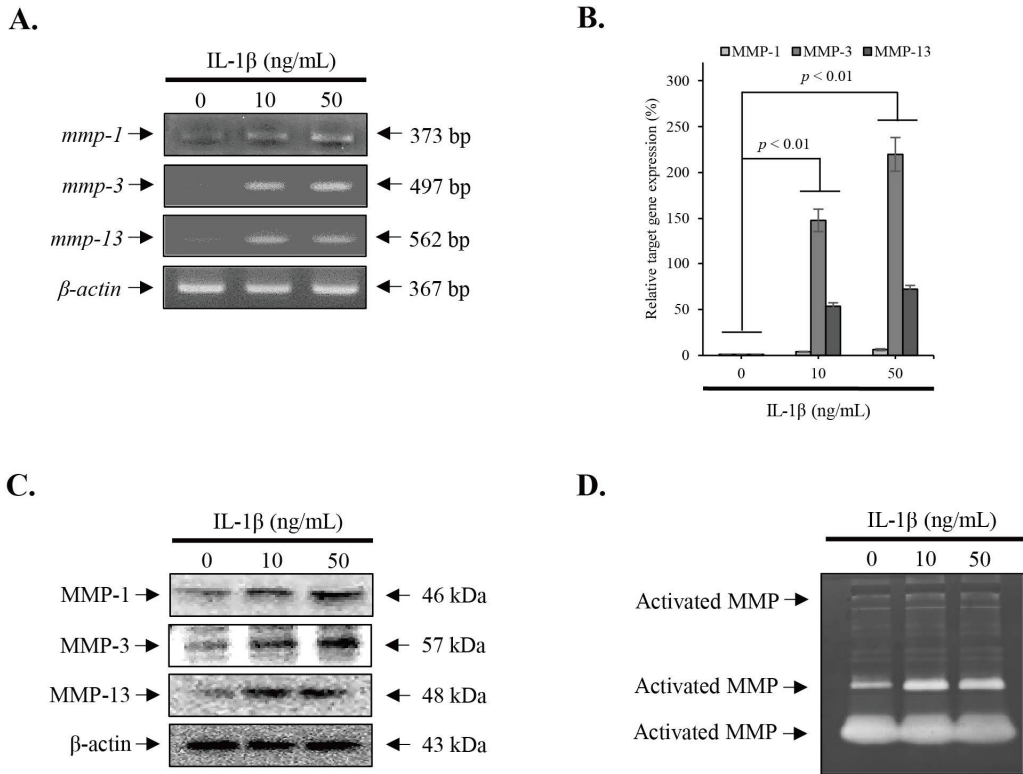 A.
IL-1β (ng/mL)
0 10 50
mmp-1 373 bp
mmp-3 497 bp
mmp-13 562 bp
β-actin 367 bp
B.
MMP-1 MMP-3 MMP-13
Relative target gene expression (%)
300
250
200
150
100
50
0
p < 0.01
p < 0.01
0 10 50
IL-1β (ng/mL)
C.
IL-1β (ng/mL)
0 10 50
MMP-1 46 kDa
MMP-3 57 kDa
MMP-13 48 kDa
β-actin 43 kDa
D.
IL-1β (ng/mL)
0 10 50
Activated MMP
Activated MMP
Activated MMP